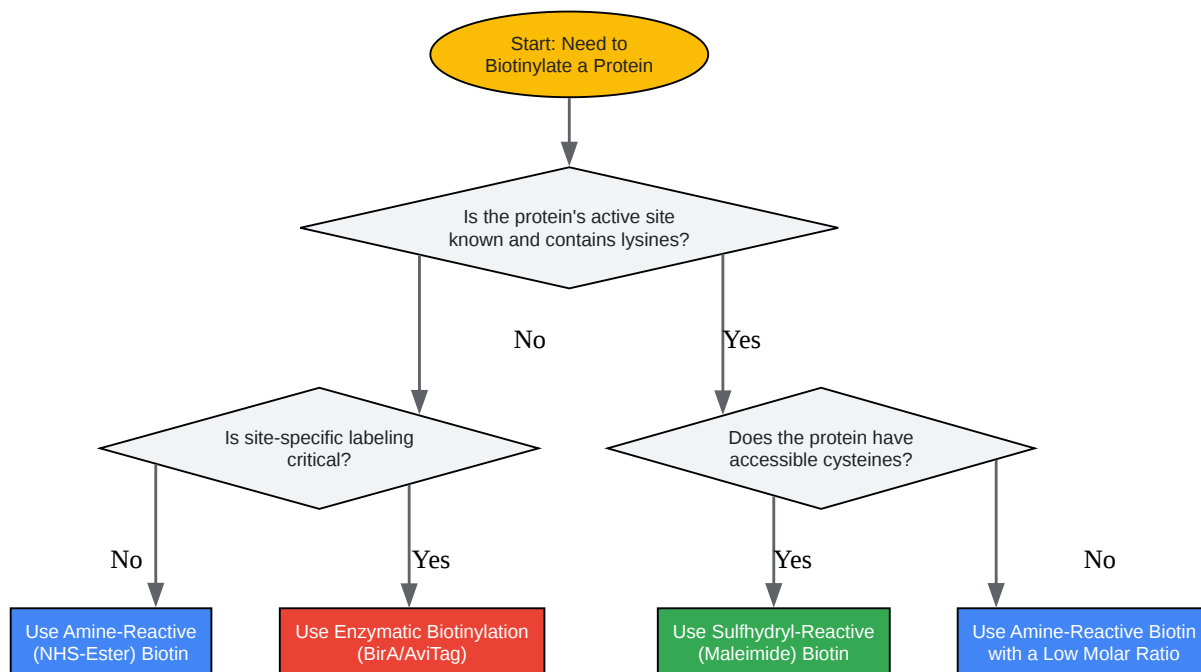 Start: Need to
Biotinylate a Protein
Is the protein's active site
known and contains lysines?
No
Yes
Is site-specific labeling
critical?
Does the protein have
accessible cysteines?
No
Yes
Yes
No
Use Amine-Reactive
(NHS-Ester) Biotin
Use Enzymatic Biotinylation
(BirA/AviTag)
Use Sulfhydryl-Reactive
(Maleimide) Biotin
Use Amine-Reactive Biotin
with a Low Molar Ratio